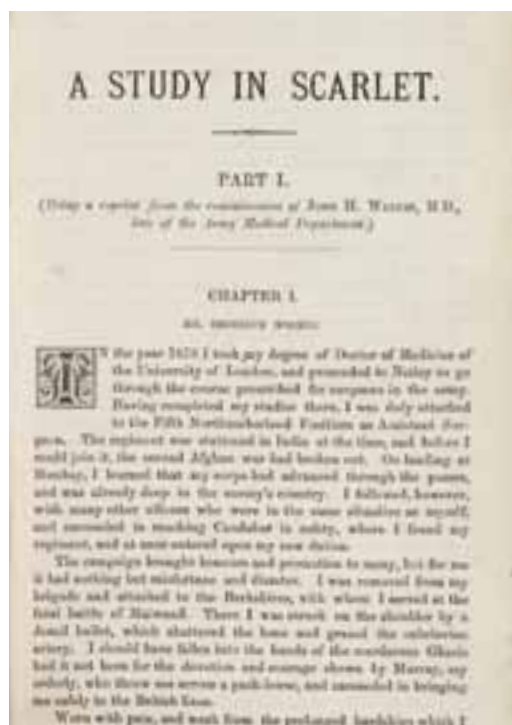 A STUDY IN SCARLET.
PART I.
(Being a reprint from the reminiscences of JOHN H. WATSON, M.D.,
late of the Army Medical Department.)
CHAPTER I.
MR. SHERLOCK
IN the year 1878 I took my degree of Doctor of Medicine of
the University of London, and proceeded to Netley to go
through the course prescribed for surgeons in the army.
Having completed my studies there, I was duly attached
to the Fifth Northumberland Fusiliers as Assistant Sur-
geon. The regiment was stationed in India at the time, and before I
could join it, the second Afghan war had broken out. On landing at
Bombay, I learned that my corps had advanced through the passes,
and was already deep in the enemy's country. I followed, however,
with many other officers who were in the same situation as myself,
and succeeded in reaching Candahar in safety, where I found my
regiment, and at once entered upon my new duties.
The campaign brought honours and promotion to many, but for me
it had nothing but misfortune and disaster. I was removed from my
brigade and attached to the Berkshires, with whom I served at the
fatal battle of Maiwand. There I was struck on the shoulder by a
Jezail bullet, which shattered the bone and grazed the subclavian
artery. I should have fallen into the hands of the murderous Ghazis
had it not been for the devotion and courage shown by Murray, my
orderly, who threw me across a pack-horse, and succeeded in bringing
me safely to the British lines.
Worn with pain, and weak from the prolonged hardships which I